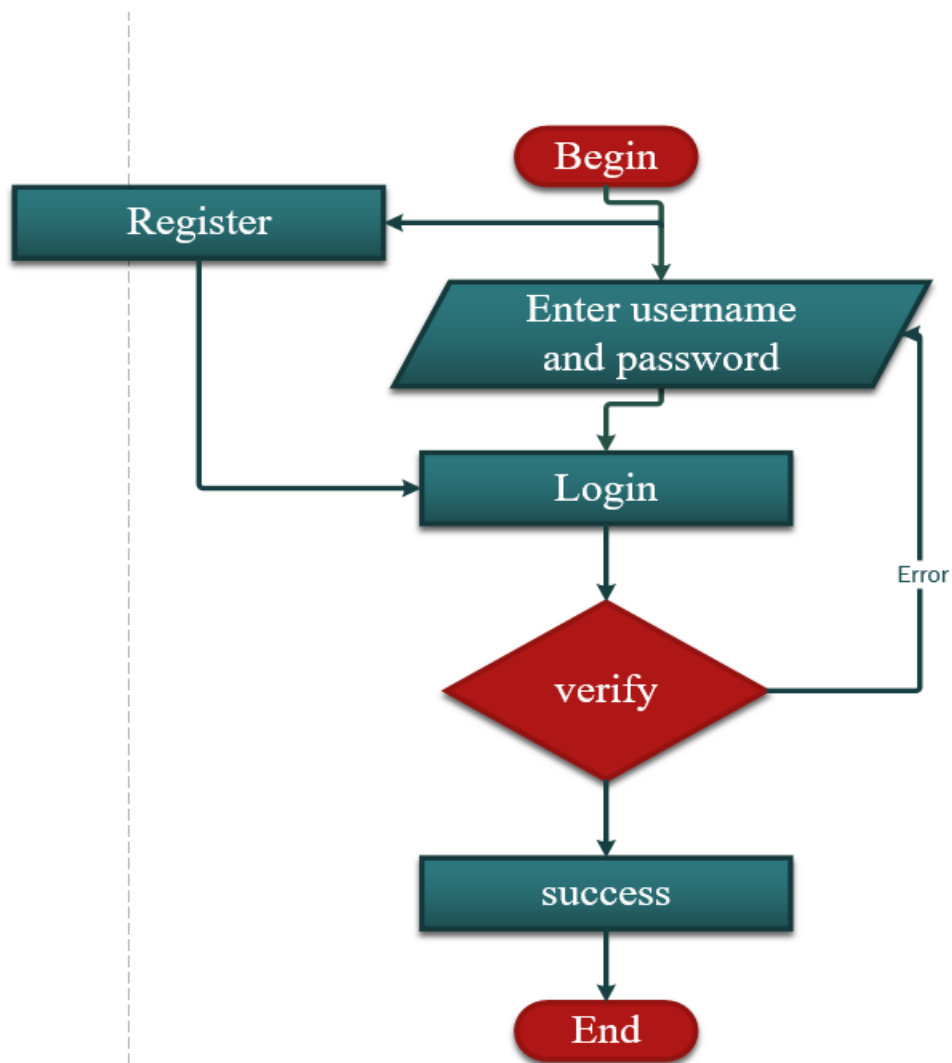 Begin
Register
Enter username
and password
Login
Error
verify
success
End